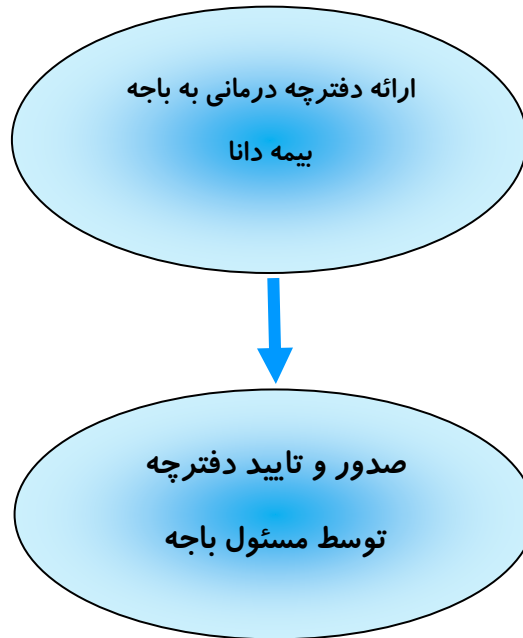 ارائه دفترچه درمانی به باجه
بیمه دانا
صدور و تایید دفترچه
توسط مسئول باجه